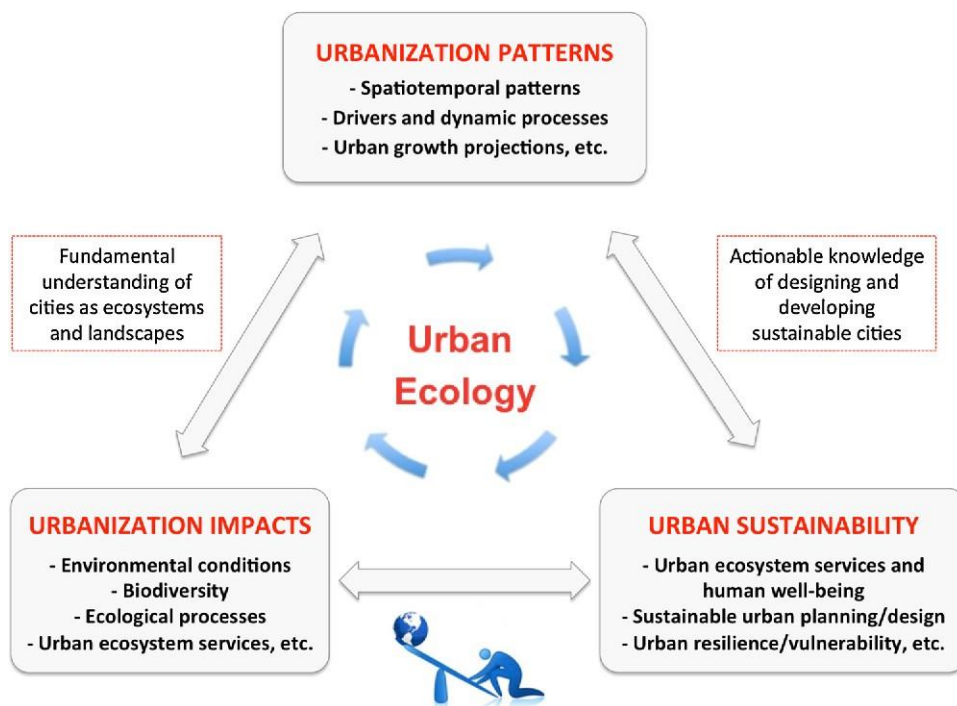 URBANIZATION PATTERNS
- Spatiotemporal patterns
- Drivers and dynamic processes
- Urban growth projections, etc.
Fundamental
understanding of
cities as ecosystems
and landscapes
Actionable knowledge
of designing and
developing
sustainable cities
Urban
Ecology
URBANIZATION IMPACTS
- Environmental conditions
- Biodiversity
- Ecological processes
- Urban ecosystem services, etc.
URBAN SUSTAINABILITY
- Urban ecosystem services and
human well-being
- Sustainable urban planning/design
- Urban resilience/vulnerability, etc.